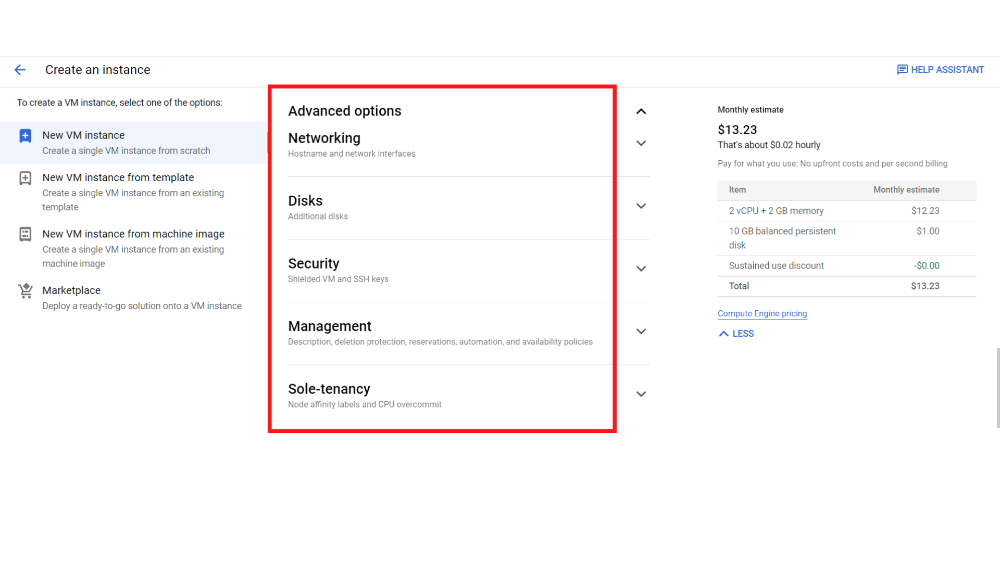 Create an instance
HELP ASSISTANT
To create a VM instance, select one of the options:
New VM instance
Create a single VM instance from scratch
New VM instance from template
Create a single VM instance from an existing
template
New VM instance from machine image
Create a single VM instance from an existing
machine image
Marketplace
Deploy a ready-to-go solution onto a VM instance
Advanced options
Networking
Hostname and network interfaces
Disks
Additional disks
Security
Shielded VM and SSH keys
Management
Description, deletion protection, reservations, automation, and availability policies
Sole-tenancy
Node affinity labels and CPU overcommit
Monthly estimate
$13.23
That's about $0.02 hourly
Pay for what you use: No upfront costs and per second billing
Item Monthly estimate
2 vCPU + 2 GB memory $12.23
10 GB balanced persistent $1.00
disk
Sustained use discount -$0.00
Total $13.23
Compute Engine pricing
LESS